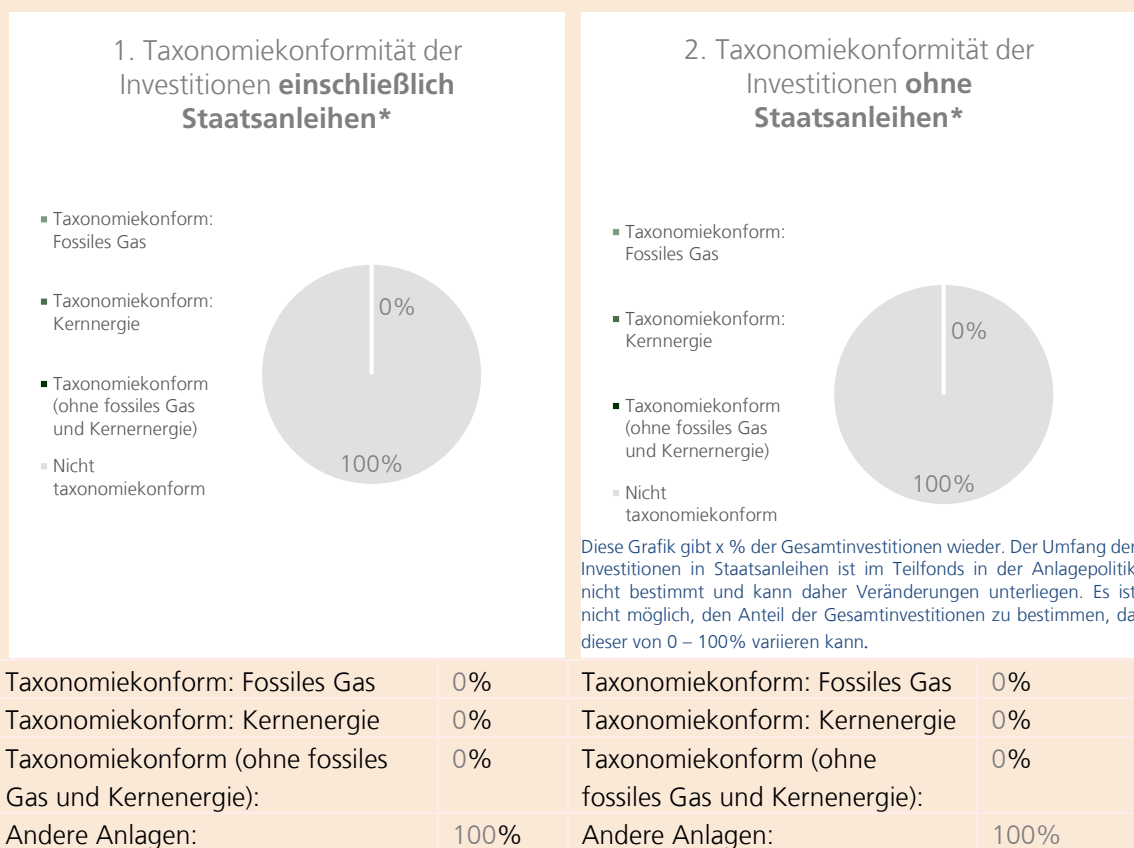 1. Taxonomiekonformität der
Investitionen einschließlich
Staatsanleihen*
Taxonomiekonform:
Fossiles Gas
Taxonomiekonform:
Kernnergie
Taxonomiekonform
(ohne fossiles Gas
und Kernernergie)
Nicht
taxonomiekonform
0%
100%
2. Taxonomiekonformität der
Investitionen ohne
Staatsanleihen*
Taxonomiekonform:
Fossiles Gas
Taxonomiekonform:
Kernnergie
Taxonomiekonform
(ohne fossiles Gas
und Kernernergie)
Nicht
taxonomiekonform
0%
100%
Diese Grafik gibt x % der Gesamtinvestitionen wieder. Der Umfang der
Investitionen in Staatsanleihen ist im Teilfonds in der Anlagepolitik
nicht bestimmt und kann daher Veränderungen unterliegen. Es ist
nicht möglich, den Anteil der Gesamtinvestitionen zu bestimmen, da
dieser von 0 – 100% variieren kann.
Taxonomiekonform: Fossiles Gas 0%
Taxonomiekonform: Kernenergie 0%
Taxonomiekonform (ohne fossiles 0%
Gas und Kernenergie):
Andere Anlagen: 100%
Taxonomiekonform: Fossiles Gas 0%
Taxonomiekonform: Kernenergie 0%
Taxonomiekonform (ohne 0%
fossiles Gas und Kernenergie):
Andere Anlagen: 100%